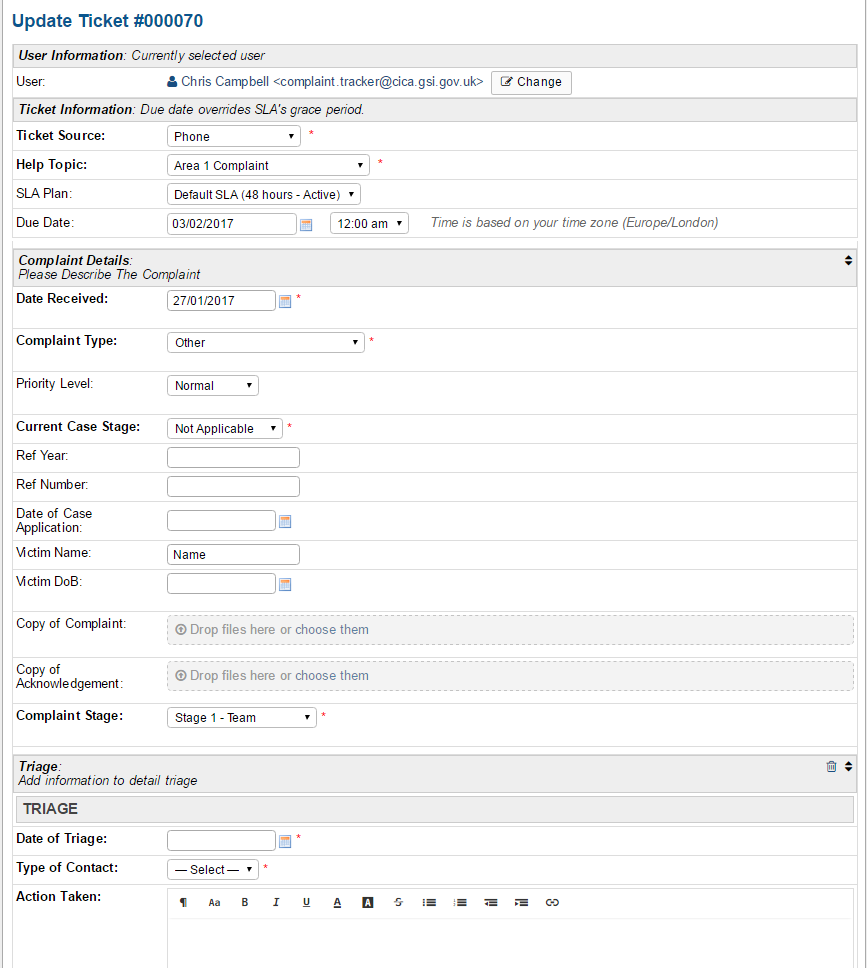 Update Ticket #000070
User Information: Currently selected user
User: Chris Campbell <complaint.tracker@cica.gsi.gov.uk> Change
Ticket Information: Due date overrides SLA's grace period.
Ticket Source: Phone *
Help Topic: Area 1 Complaint *
SLA Plan: Default SLA (48 hours - Active)
Due Date: 03/02/2017 12:00 am Time is based on your time zone (Europe/London)
Complaint Details:
Please Describe The Complaint
Date Received: 27/01/2017 *
Complaint Type: Other *
Priority Level: Normal
Current Case Stage: Not Applicable *
Ref Year:
Ref Number:
Date of Case
Application:
Victim Name: Name
Victim DoB:
Copy of Complaint: Drop files here or choose them
Copy of
Acknowledgement: Drop files here or choose them
Complaint Stage: Stage 1 - Team *
Triage:
Add information to detail triage
TRIAGE
Date of Triage: *
Type of Contact: — Select — *
Action Taken: ¶ Aa B I U A A S